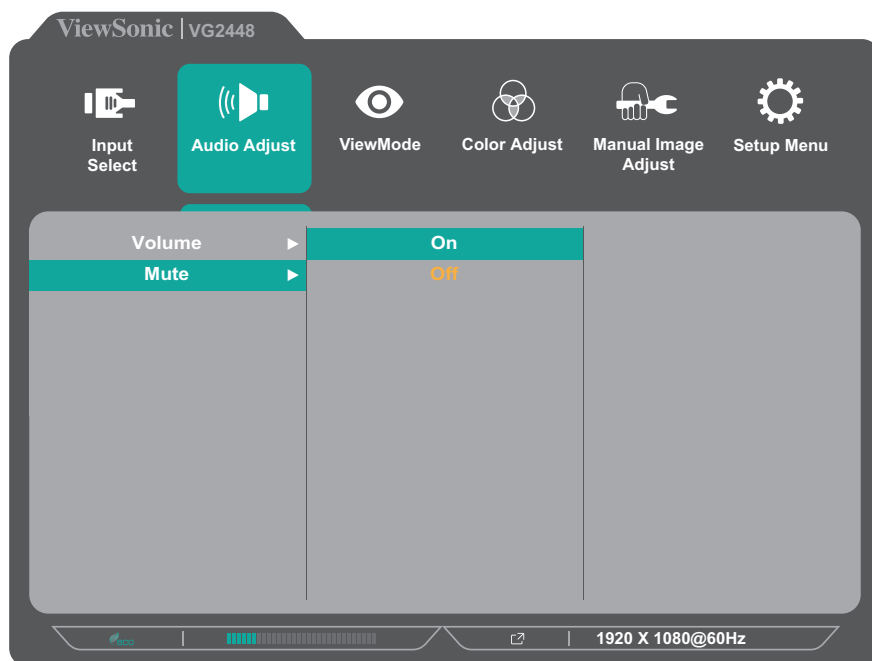 ViewSonic | VG2448
Input
Select
Audio Adjust
ViewMode
Color Adjust
Manual Image
Adjust
Setup Menu
Volume
On
Mute
Off
eco
1920 X 1080@60Hz